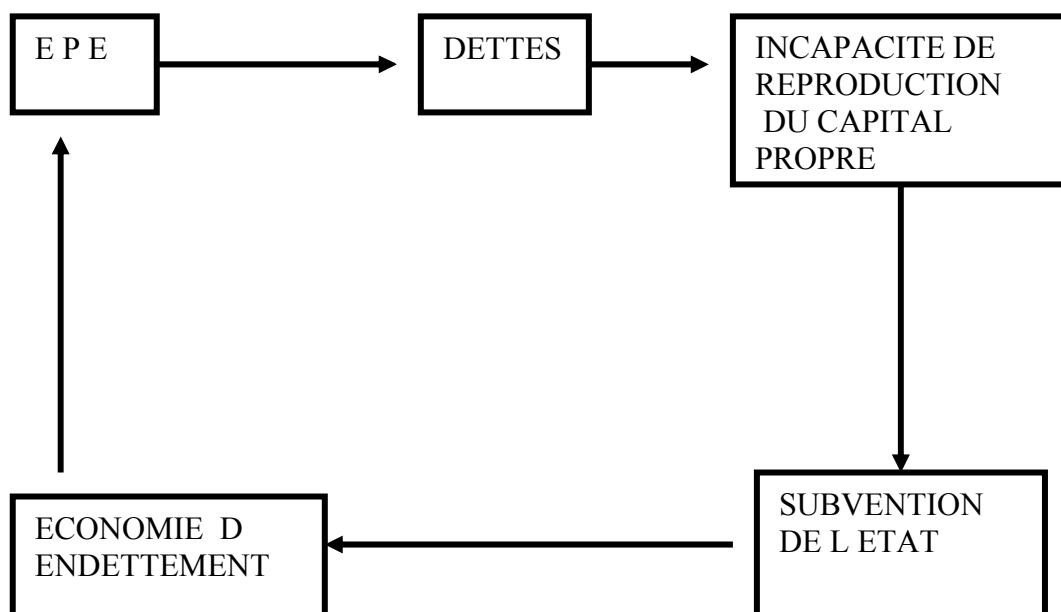 E P E
DETTES
INCAPACITE DE
REPRODUCTION
DU CAPITAL
PROPRE
ECONOMIE D
ENDETTEMENT
SUBVENTION
DE L ETAT